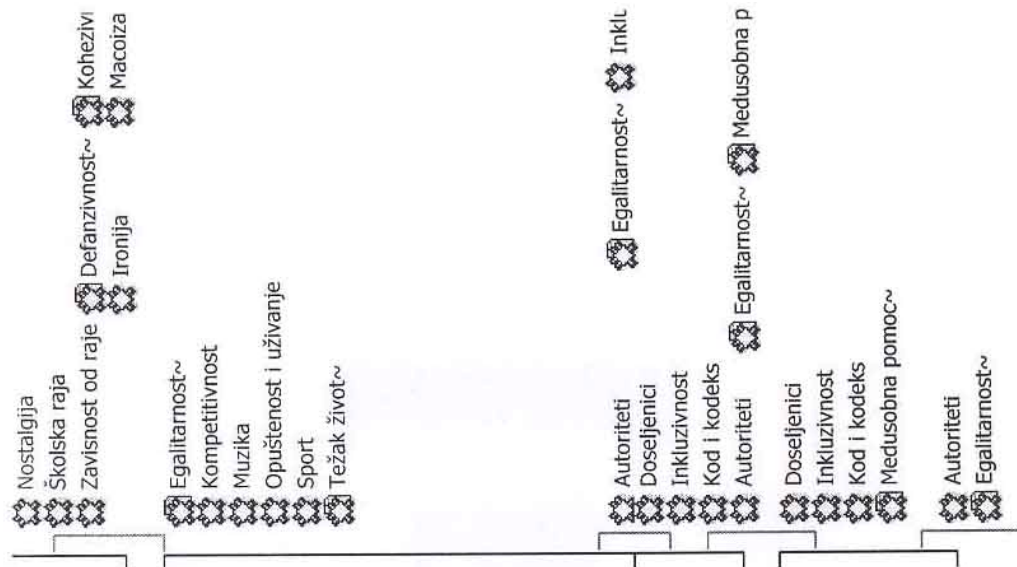 Nostalgija
Školska raja
Zavisnost od raje Defanzivnost~ Kohezivi
Ironija Macoiza
Egalitarnost~
Kompetitivnost
Muzika
Opuštenost i uživanje
Sport
Težak život~
Autoriteti Egalitarnost~
Doseljenici
Inkluzivnost
Kod i kodeks
Autoriteti Egalitarnost~ Medusobna p
Doseljenici
Inkluzivnost
Kod i kodeks
Medusobna pomoc~
Autoriteti
Egalitarnost~